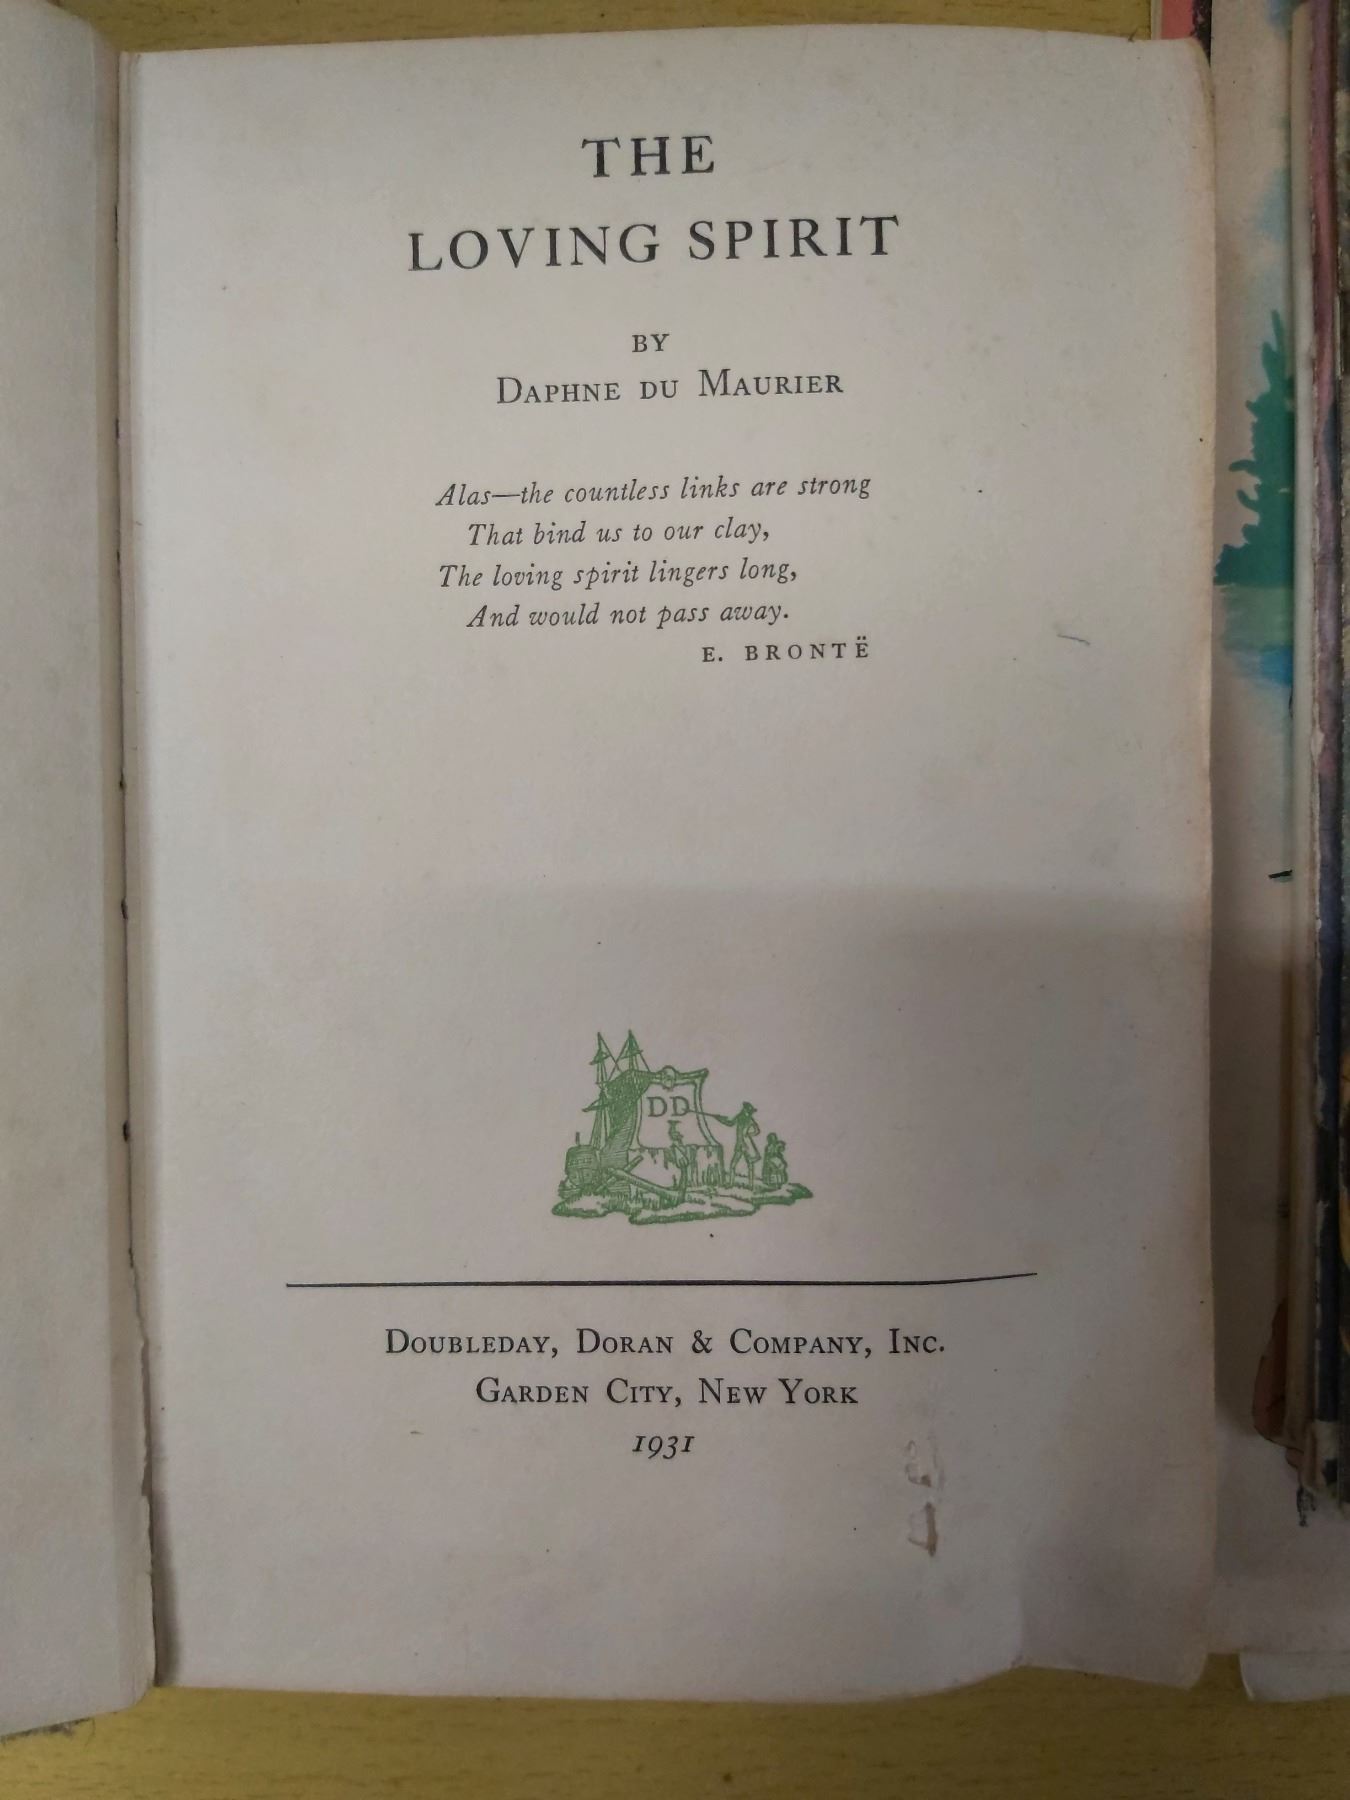 THE
LOVING SPIRIT
BY
DAPHNE DU MAURIER
Alas—the countless links are strong
That bind us to our clay,
The loving spirit lingers long,
And would not pass away.
E. BRONTË
DD
DOUBLEDAY, DORAN & COMPANY, INC.
GARDEN CITY, NEW YORK
1931